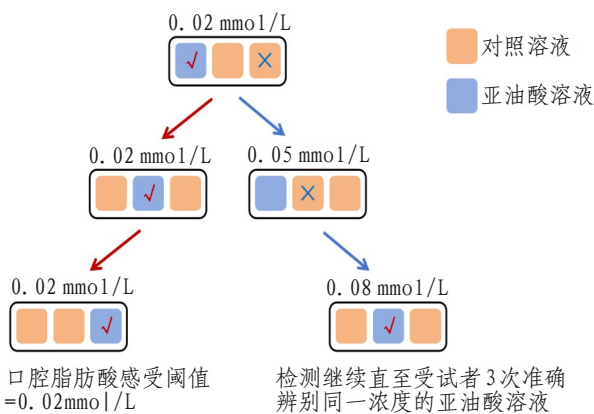 0.02 mmol/L
对照溶液
亚油酸溶液
0.02 mmol/L
0.05 mmol/L
0.02 mmol/L
0.08 mmol/L
口腔脂肪酸感受阈值
=0.02mmol/L
检测继续直至受试者3次准确
辨别同一浓度的亚油酸溶液